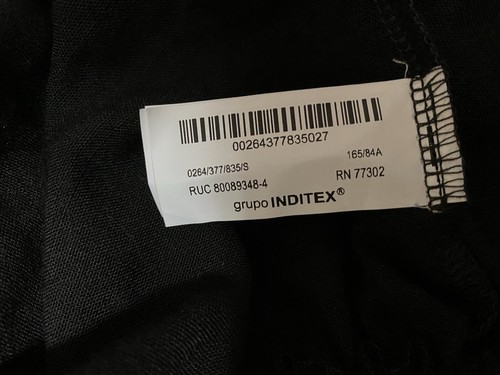 00264377835027
0264/377/835/S 165/84A
RUC 80089348-4 RN 77302
grupo INDITEX®